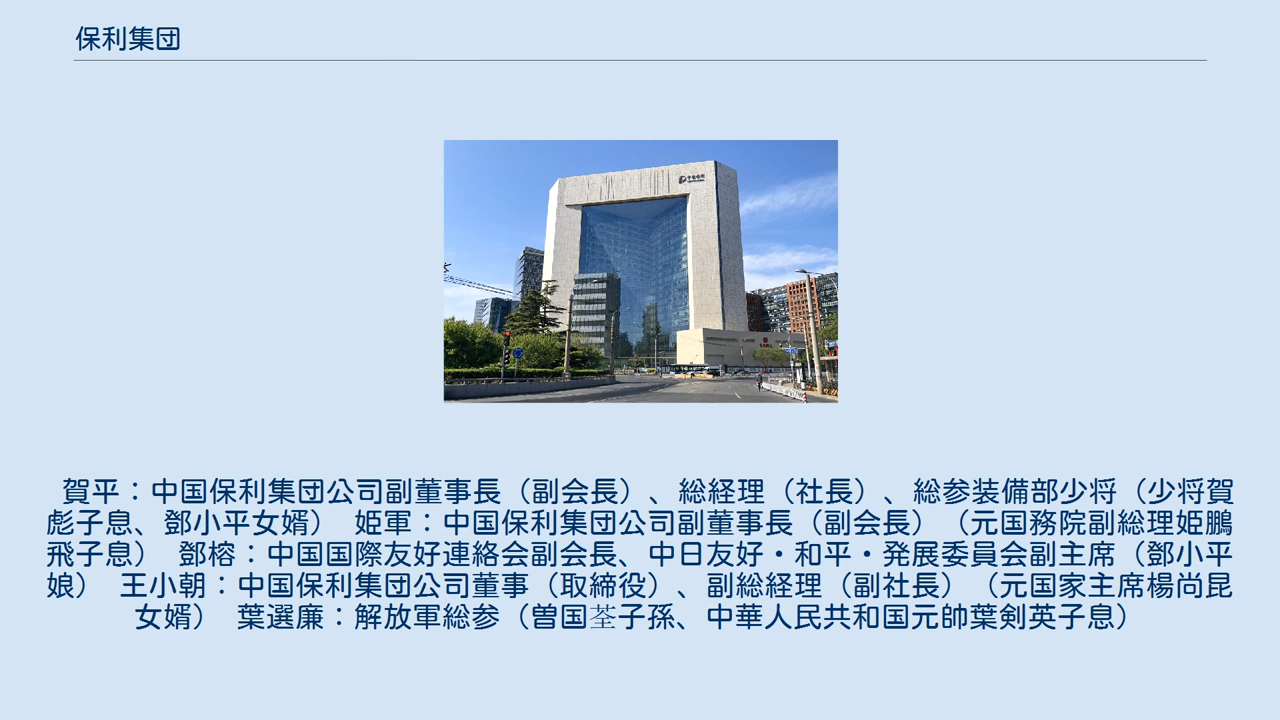 保利集団
賀平：中国保利集団公司副董事長（副会長）、総経理（社長）、総参装備部少将（少将賀
彪子息、鄧小平女婿）　姫軍：中国保利集団公司副董事長（副会長）（元国務院副総理姫鵬
飛子息）　鄧榕：中国国際友好連絡会副会長、中日友好・和平・発展委員会副主席（鄧小平
娘）　王小朝：中国保利集団公司董事（取締役）、副総経理（副社長）（元国家主席楊尚昆
女婿）　葉選廉：解放軍総参（曽国荃子孫、中華人民共和国元帥葉剣英子息）